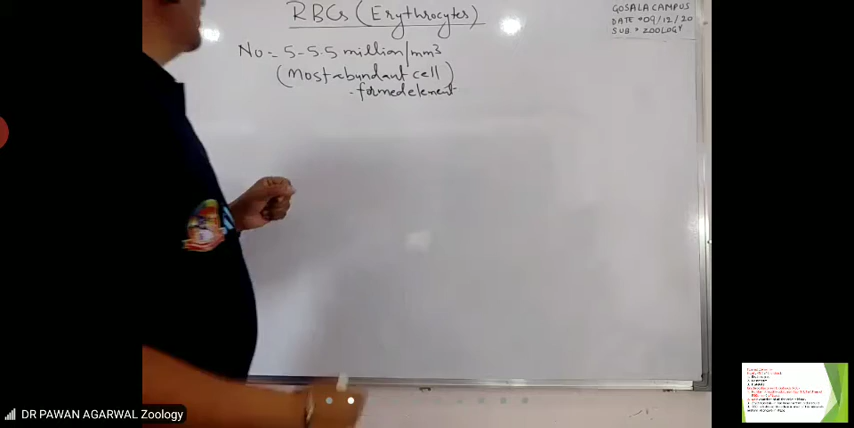 RBCs (Erythrocytes)
GOSALA CAMPUS
DATE = 09/12/20
SUB = ZOOLOGY
No = 5-5.5 million/mm3
(Most abundant cell)
- formed element
DR PAWAN AGARWAL Zoology